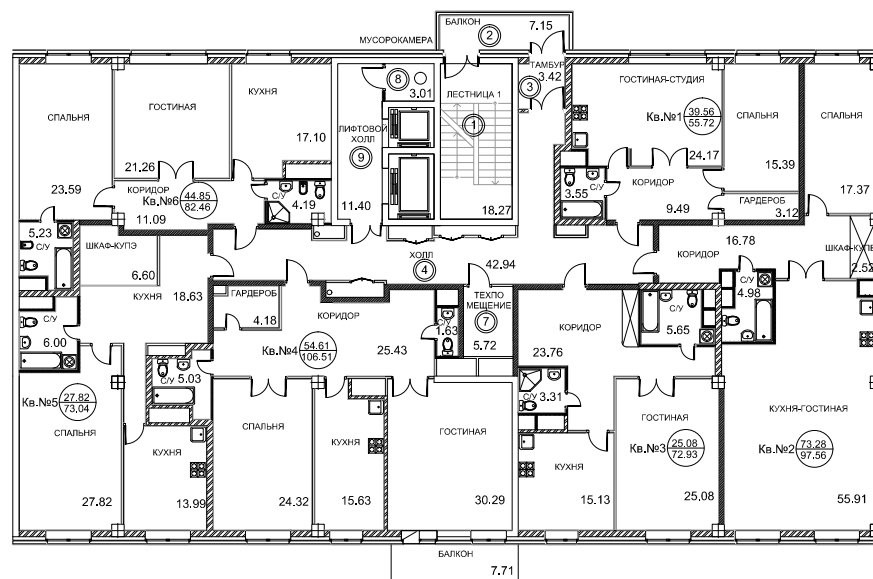 БАЛКОН
7.15
2
МУСОРОКАМЕРА
ТАМБУР
3.42
3
8
3.01
ЛЕСТНИЦА 1
1
18.27
ЛИФТОВОЙ
ХОЛЛ
9
11.40
СПАЛЬНЯ
23.59
ГОСТИНАЯ
21.26
КУХНЯ
17.10
КОРИДОР
Кв.№6
44.85
82.46
11.09
С/У
4.19
ГОСТИНАЯ-СТУДИЯ
Кв.№1
39.56
55.72
24.17
СПАЛЬНЯ
15.39
СПАЛЬНЯ
17.37
С/У
3.55
КОРИДОР
9.49
ГАРДЕРОБ
3.12
5.23
С/У
ШКАФ-КУПЭ
6.60
КУХНЯ
18.63
ХОЛЛ
4
42.94
16.78
КОРИДОР
ШКАФ-КУПЕ
2.52
С/У
4.98
ГАРДЕРОБ
4.18
КОРИДОР
Кв.№4
54.61
106.51
25.43
С/У
1.63
ТЕХПО
МЕЩЕНИЕ
7
5.72
КОРИДОР
23.76
С/У
5.65
С/У
6.00
С/У
5.03
С/У
3.31
Кв.№5
27.82
73.04
СПАЛЬНЯ
27.82
КУХНЯ
13.99
СПАЛЬНЯ
24.32
КУХНЯ
15.63
ГОСТИНАЯ
30.29
КУХНЯ
15.13
ГОСТИНАЯ
Кв.№3
25.08
72.93
25.08
КУХНЯ-ГОСТИНАЯ
Кв.№2
73.28
97.56
55.91
БАЛКОН
7.71